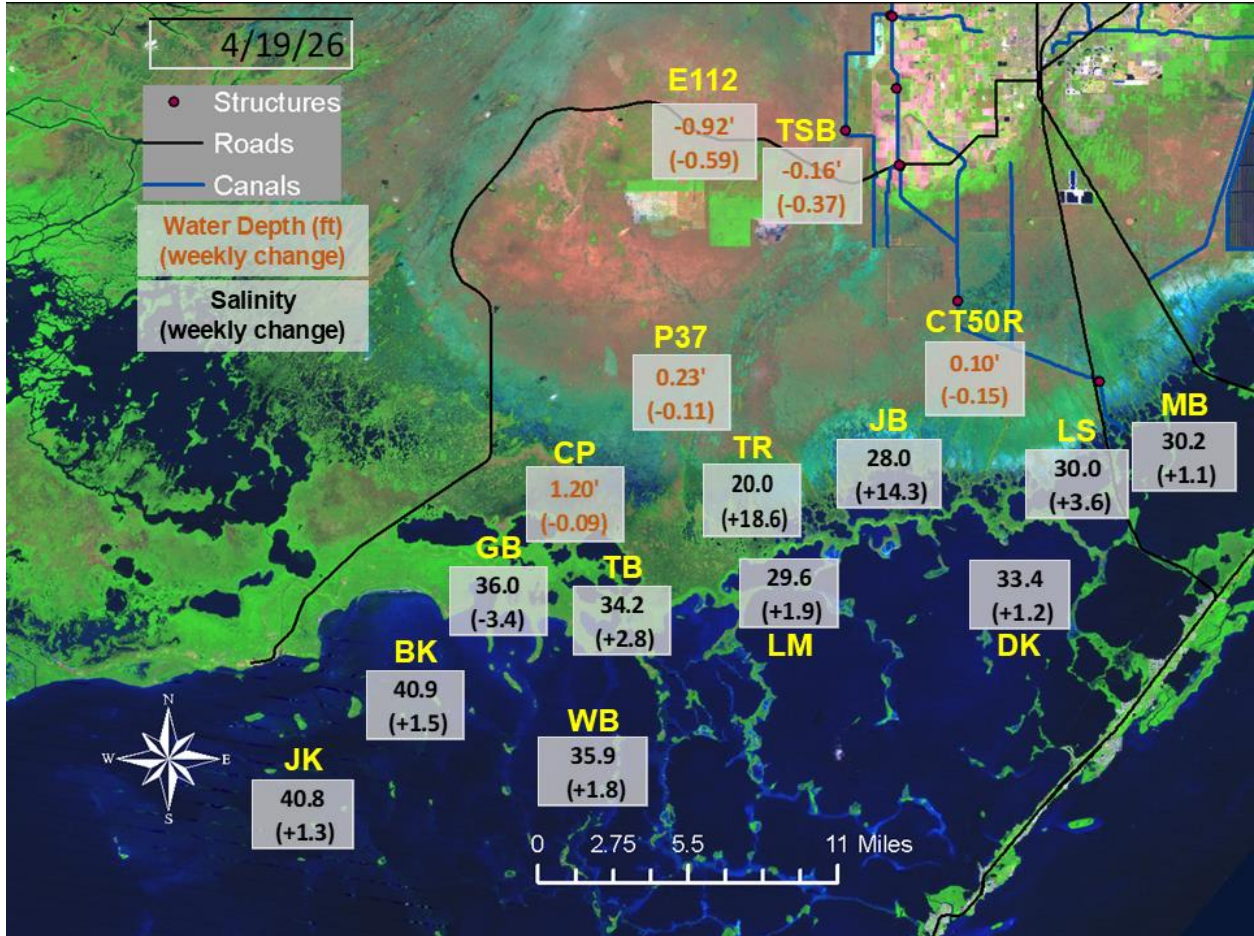 4/19/26
Structures
Roads
Canals
Water Depth (ft)
(weekly change)
Salinity
(weekly change)
E112
-0.92'
(-0.59)
TSB
-0.16'
(-0.37)
P37
0.23'
(-0.11)
CT50R
0.10'
(-0.15)
CP
1.20'
(-0.09)
TR
20.0
(+18.6)
JB
28.0
(+14.3)
LS
30.0
(+3.6)
MB
30.2
(+1.1)
GB
36.0
(-3.4)
TB
34.2
(+2.8)
29.6
(+1.9)
LM
33.4
(+1.2)
DK
BK
40.9
(+1.5)
WB
35.9
(+1.8)
JK
40.8
(+1.3)
N
W E
S
0 2.75 5.5 11 Miles